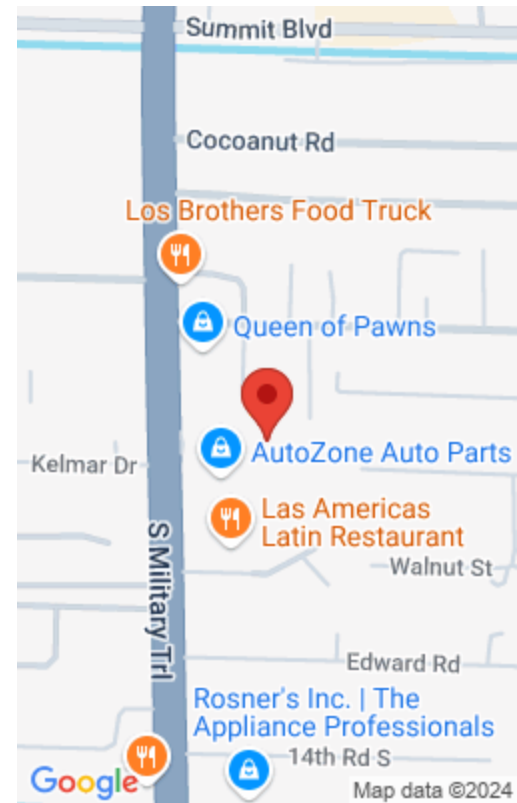 Summit Blvd
Cocoanut Rd
Los Brothers Food Truck
Queen of Pawns
AutoZone Auto Parts
Kelmar Dr
Las Americas
Latin Restaurant
S Military Trl
Walnut St
Edward Rd
Rosner's Inc. | The
Appliance Professionals
14th Rd S
Google
Map data ©2024